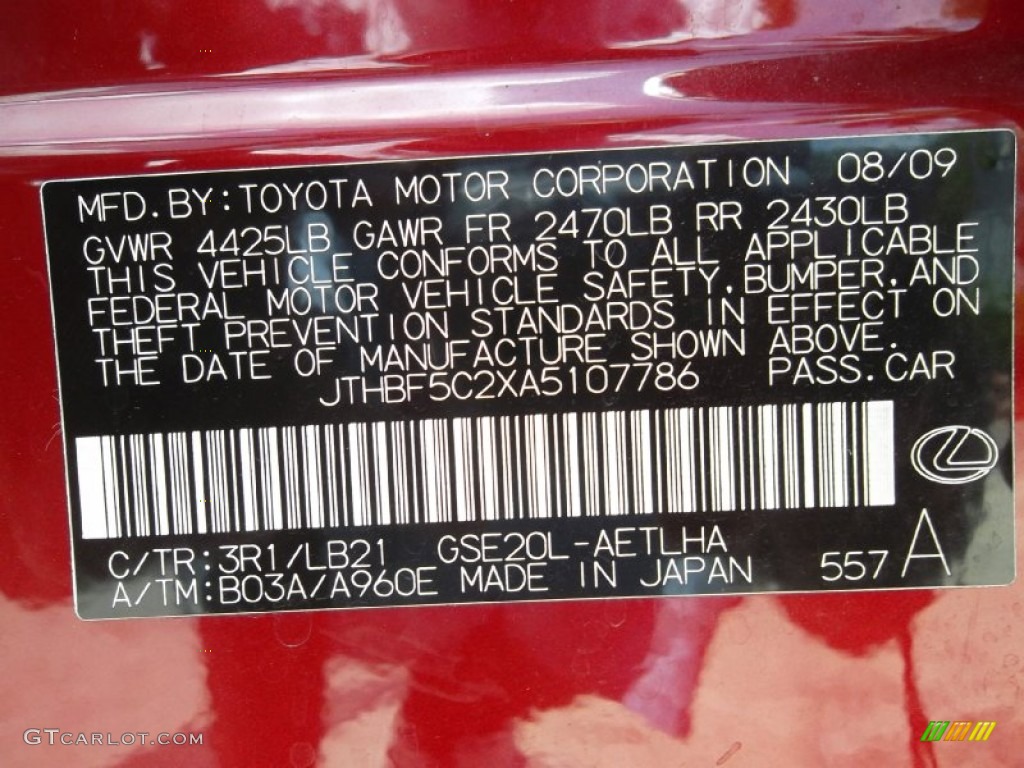 MFD. BY: TOYOTA MOTOR CORPORATION 08/09
GVWR 4425LB GAWR FR 2470LB RR 2430LB
THIS VEHICLE CONFORMS TO ALL APPLICABLE
FEDERAL MOTOR VEHICLE SAFETY, BUMPER, AND
THEFT PREVENTION STANDARDS IN EFFECT ON
THE DATE OF MANUFACTURE SHOWN ABOVE.
JTHBF5C2XA5107786 PASS. CAR
C/TR: 3R1/LB21 GSE20L-AETLHA
A/TM: B03A/A960E MADE IN JAPAN 557 A
GTCARLOT.COM